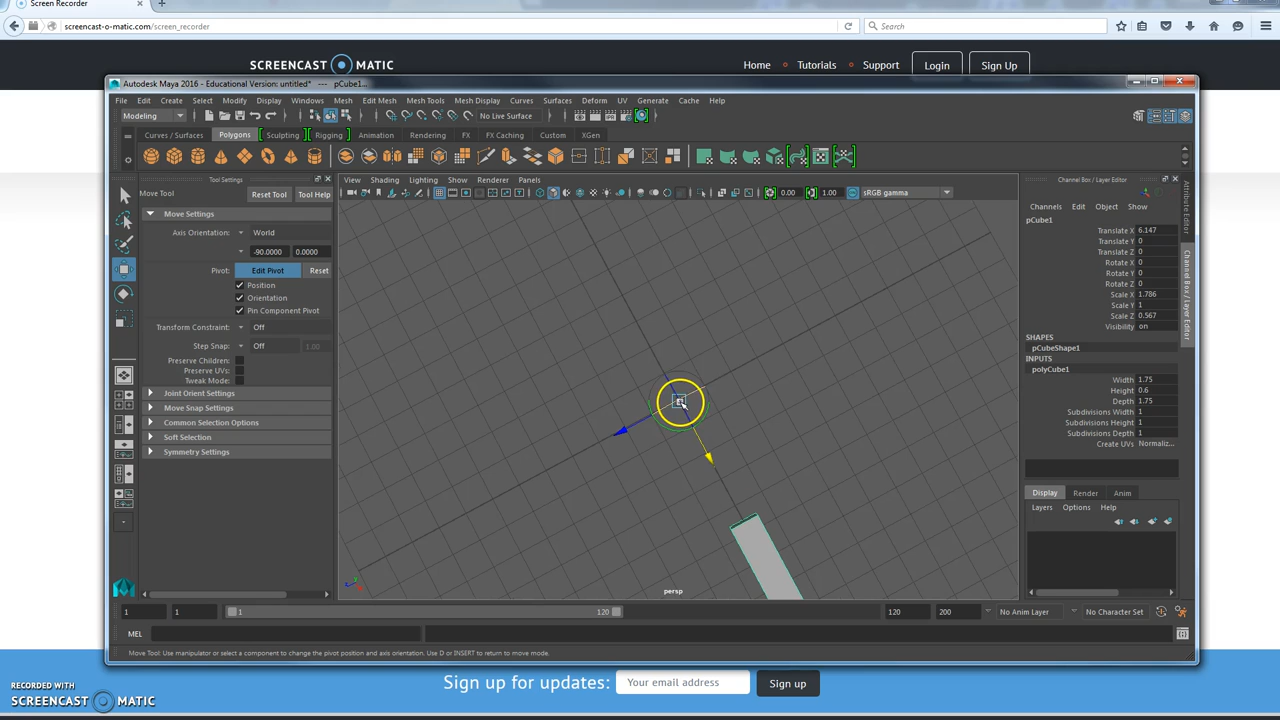 Screen Recorder
screencast-o-matic.com/screen_recorder
Search
SCREENCAST O MATIC
Home Tutorials Support Login Sign Up
Autodesk Maya 2016 - Educational Version: untitled* --- pCube1...
File Edit Create Select Modify Display Windows Mesh Edit Mesh Mesh Tools Mesh Display Curves Surfaces Deform UV Generate Cache Help
Modeling No Live Surface
Curves / Surfaces Polygons Sculpting Rigging Animation Rendering FX FX Caching Custom XGen
Tool Settings
Move Tool Reset Tool Tool Help
Move Settings
Axis Orientation: World
-90.0000 0.0000
Pivot: Edit Pivot Reset
Position
Orientation
Pin Component Pivot
Transform Constraint: Off
Step Snap: Off 1.00
Preserve Children:
Preserve UVs:
Tweak Mode:
Joint Orient Settings
Move Snap Settings
Common Selection Options
Soft Selection
Symmetry Settings
View Shading Lighting Show Renderer Panels
0.00 1.00 sRGB gamma
persp
Channel Box / Layer Editor
Channels Edit Object Show
pCube1
Translate X 6.147
Translate Y 0
Translate Z 0
Rotate X 0
Rotate Y 0
Rotate Z 0
Scale X 1.786
Scale Y 1
Scale Z 0.567
Visibility on
SHAPES
pCubeShape1
INPUTS
polyCube1
Width 1.75
Height 0.6
Depth 1.75
Subdivisions Width 1
Subdivisions Height 1
Subdivisions Depth 1
Create UVs Normaliz...
Display Render Anim
Layers Options Help
Attribute Editor
Channel Box / Layer Editor
1 1 1 120 120 200 No Anim Layer No Character Set
MEL
Move Tool: Use manipulator or select a component to change the pivot position and axis orientation. Use D or INSERT to return to move mode.
Sign up for updates: Your email address Sign up
RECORDED WITH
SCREENCAST O MATIC